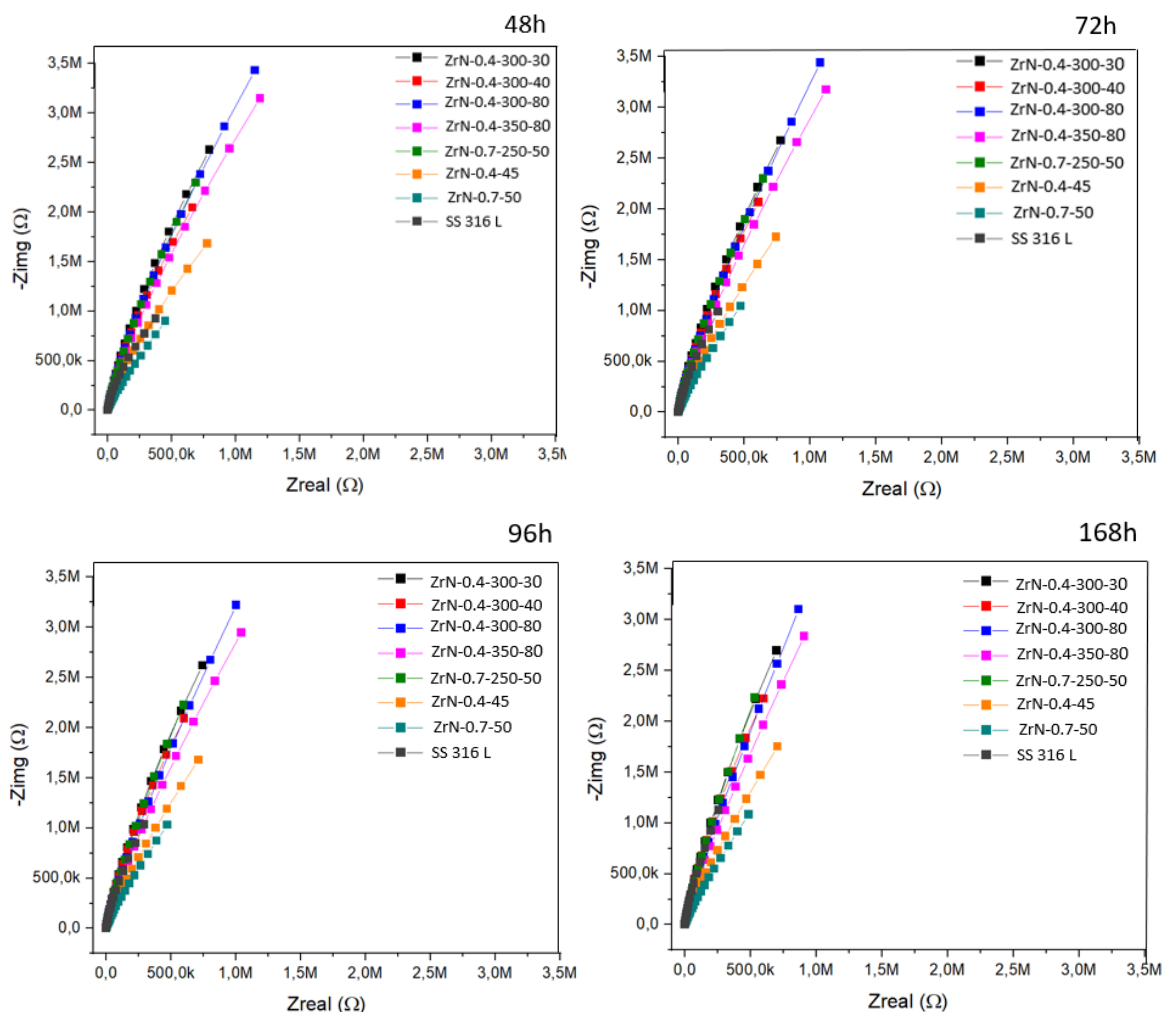 48h
3,5M
3,0M
2,5M
2,0M
1,5M
1,0M
500,0k
0,0
-Zimg (Ω)
ZrN-0.4-300-30
ZrN-0.4-300-40
ZrN-0.4-300-80
ZrN-0.4-350-80
ZrN-0.7-250-50
ZrN-0.4-45
ZrN-0.7-50
SS 316 L
0,0 500,0k 1,0M 1,5M 2,0M 2,5M 3,0M 3,5M
Zreal (Ω)
72h
3,5M
3,0M
2,5M
2,0M
1,5M
1,0M
500,0k
0,0
-Zimg (Ω)
ZrN-0.4-300-30
ZrN-0.4-300-40
ZrN-0.4-300-80
ZrN-0.4-350-80
ZrN-0.7-250-50
ZrN-0.4-45
ZrN-0.7-50
SS 316 L
0,0 500,0k 1,0M 1,5M 2,0M 2,5M 3,0M 3,5M
Zreal (Ω)
96h
3,5M
3,0M
2,5M
2,0M
1,5M
1,0M
500,0k
0,0
-Zimg (Ω)
ZrN-0.4-300-30
ZrN-0.4-300-40
ZrN-0.4-300-80
ZrN-0.4-350-80
ZrN-0.7-250-50
ZrN-0.4-45
ZrN-0.7-50
SS 316 L
0,0 500,0k 1,0M 1,5M 2,0M 2,5M 3,0M 3,5M
Zreal (Ω)
168h
3,5M
3,0M
2,5M
2,0M
1,5M
1,0M
500,0k
0,0
-Zimg (Ω)
ZrN-0.4-300-30
ZrN-0.4-300-40
ZrN-0.4-300-80
ZrN-0.4-350-80
ZrN-0.7-250-50
ZrN-0.4-45
ZrN-0.7-50
SS 316 L
0,0 500,0k 1,0M 1,5M 2,0M 2,5M 3,0M 3,5M
Zreal (Ω)